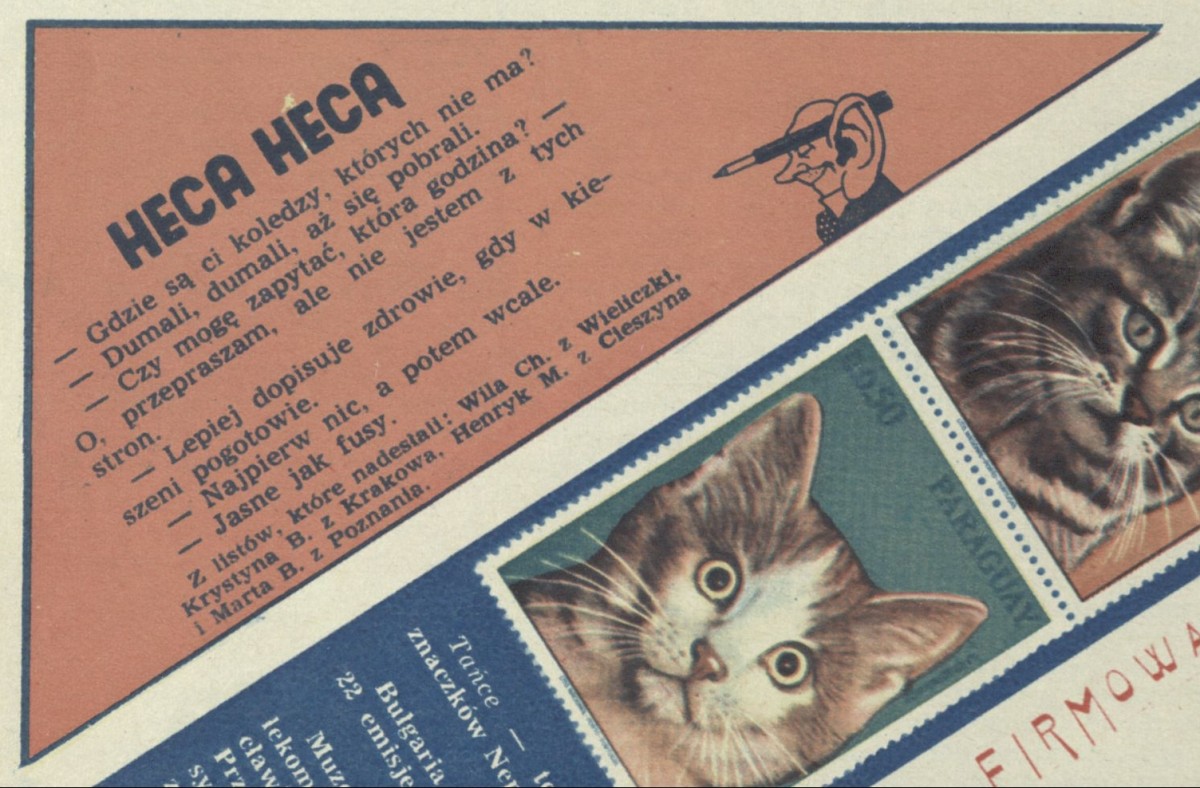 HECA HECA
— Gdzie są ci koledzy, których nie ma?
— Dumali, dumali, aż się pobrali.
— Czy mogę zapytać, która godzina? —
O, przepraszam, ale nie jestem z tych
stron.
— Lepiej dopisuje zdrowie, gdy w kie-
szeni pogotowie.
— Najpierw nic, a potem wcale.
— Jasne jak fusy.
Z listów, które nadesłali: Wila Ch. z Wieliczki,
Krystyna B. z Krakowa, Henryk M. z Cieszyna
i Marta B. z Poznania.
PARAGUAY
Tańce — to
znaczków
Bułgaria
22 emisje
FIRMOWA